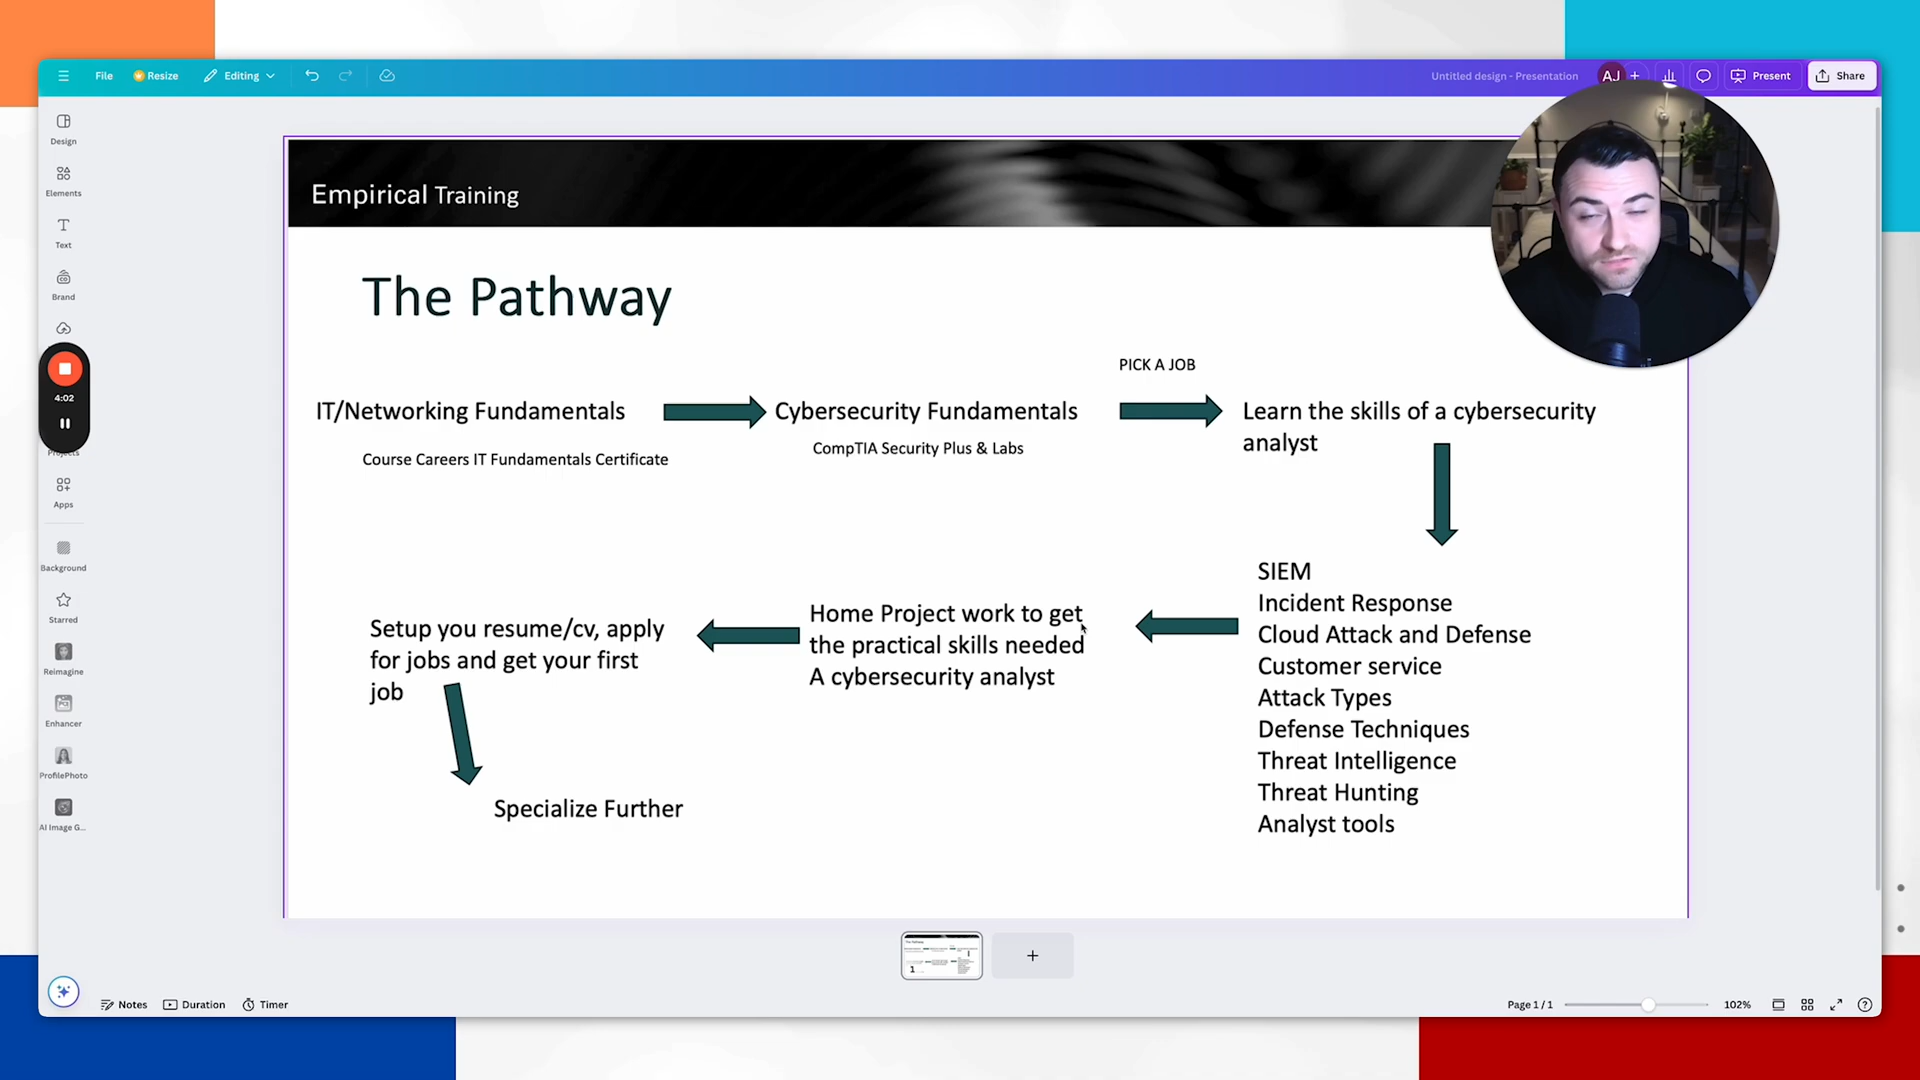 File
Resize
Editing
Untitled design - Presentation
AJ
Present
Share
Design
Elements
Text
Brand
4:02
Projects
Apps
Background
Starred
Reimagine
Enhancer
ProfilePhoto
AI Image G...
Empirical Training
The Pathway
PICK A JOB
IT/Networking Fundamentals
Course Careers IT Fundamentals Certificate
Cybersecurity Fundamentals
CompTIA Security Plus & Labs
Learn the skills of a cybersecurity
analyst
SIEM
Incident Response
Cloud Attack and Defense
Customer service
Attack Types
Defense Techniques
Threat Intelligence
Threat Hunting
Analyst tools
Home Project work to get
the practical skills needed
A cybersecurity analyst
Setup you resume/cv, apply
for jobs and get your first
job
Specialize Further
1
Notes
Duration
Timer
Page 1 / 1
102%